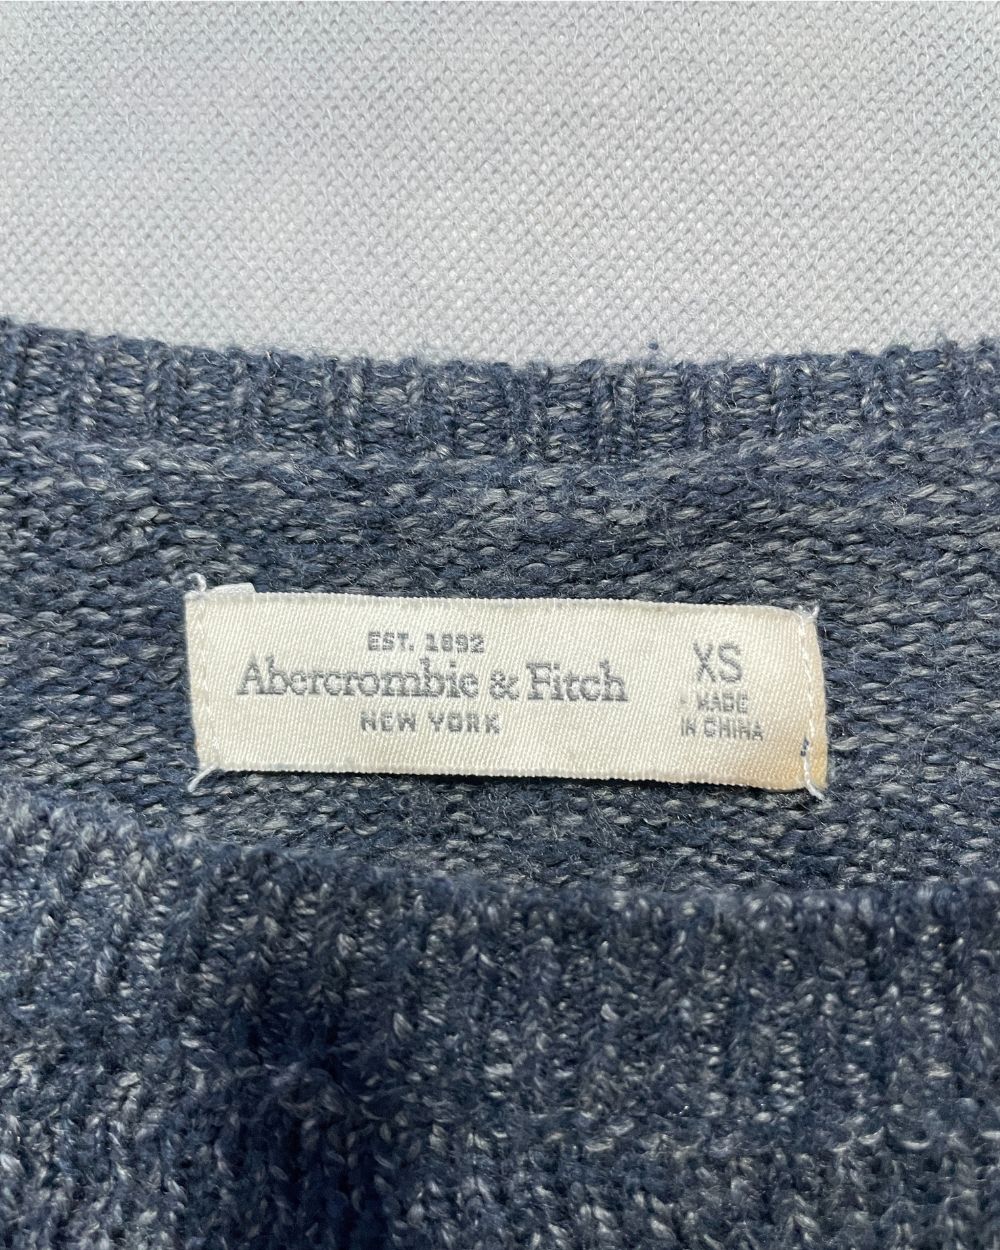 EST. 1892
Abercrombie & Fitch
NEW YORK
XS
MADE
IN CHINA